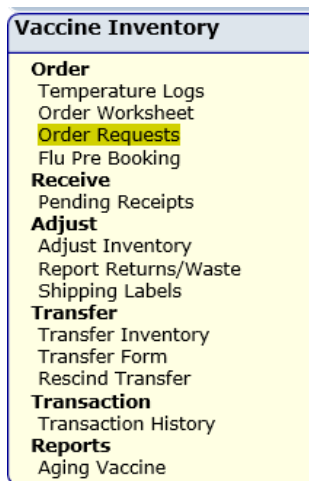 Vaccine Inventory
Order
Temperature Logs
Order Worksheet
Order Requests
Flu Pre Booking
Receive
Pending Receipts
Adjust
Adjust Inventory
Report Returns/Waste
Shipping Labels
Transfer
Transfer Inventory
Transfer Form
Rescind Transfer
Transaction
Transaction History
Reports
Aging Vaccine